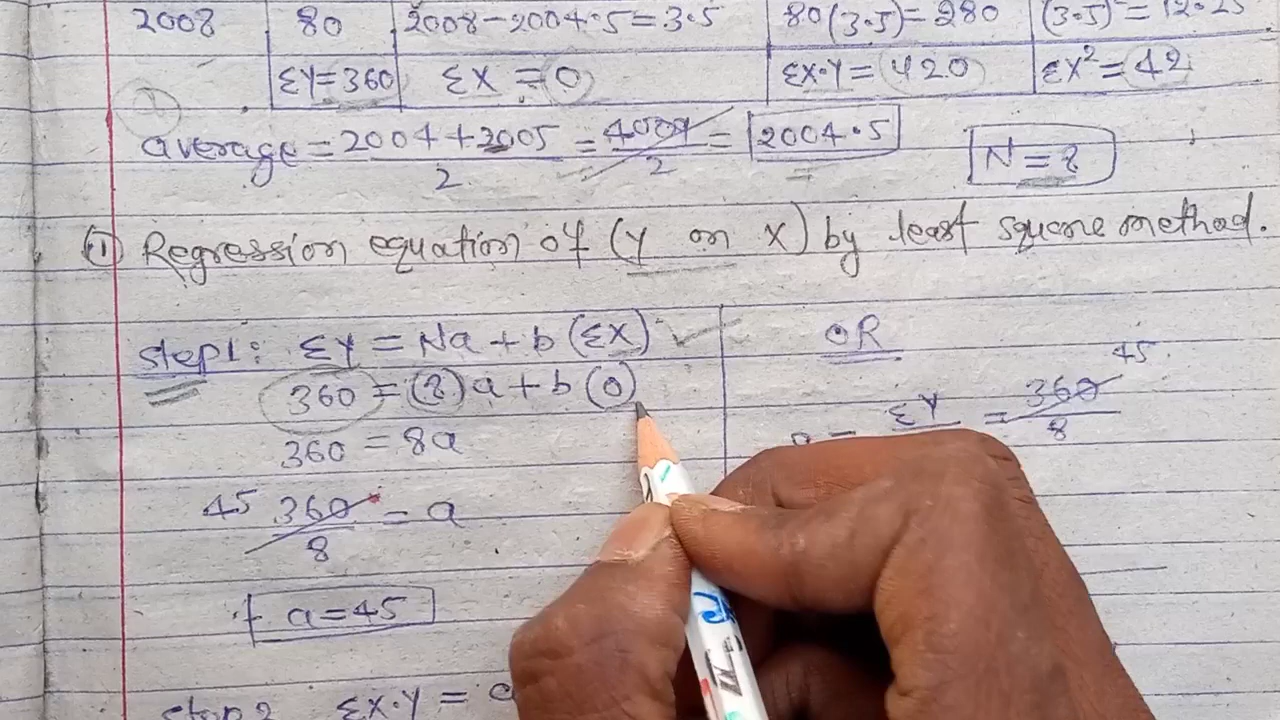 2008 80 2008-2004.5=3.5 80(3.5)=280 (3.5)²=12.25
ΣY=360 ΣX=0 ΣX·Y=420 ΣX²=42
average=2004+2005/2=4009/2=2004.5
N=8
① Regression equation of (Y on X) by least square method.
step1: ΣY=Na+b(ΣX)
360=(8)a+b(0)
360=8a
45 360/8=a
a=45
ΣX·Y=
OR
ΣY = 360/8 45